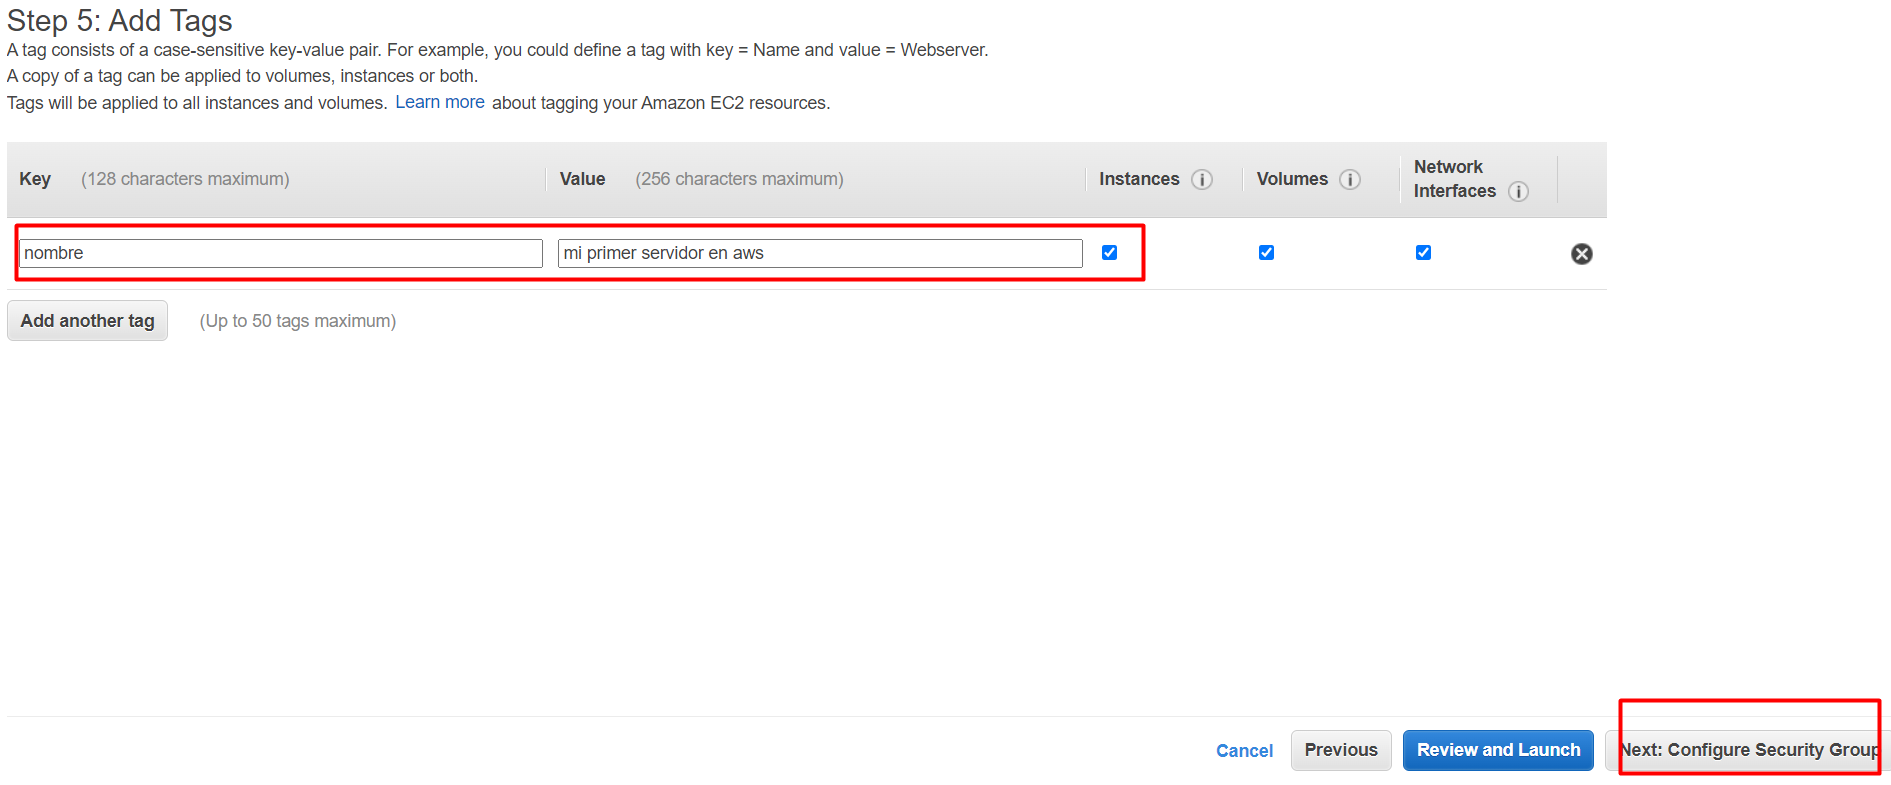 Step 5: Add Tags
A tag consists of a case-sensitive key-value pair. For example, you could define a tag with key = Name and value = Webserver.
A copy of a tag can be applied to volumes, instances or both.
Tags will be applied to all instances and volumes. Learn more about tagging your Amazon EC2 resources.
Key (128 characters maximum) Value (256 characters maximum) Instances i Volumes i Network Interfaces i
nombre mi primer servidor en aws
Add another tag (Up to 50 tags maximum)
Cancel Previous Review and Launch Next: Configure Security Group